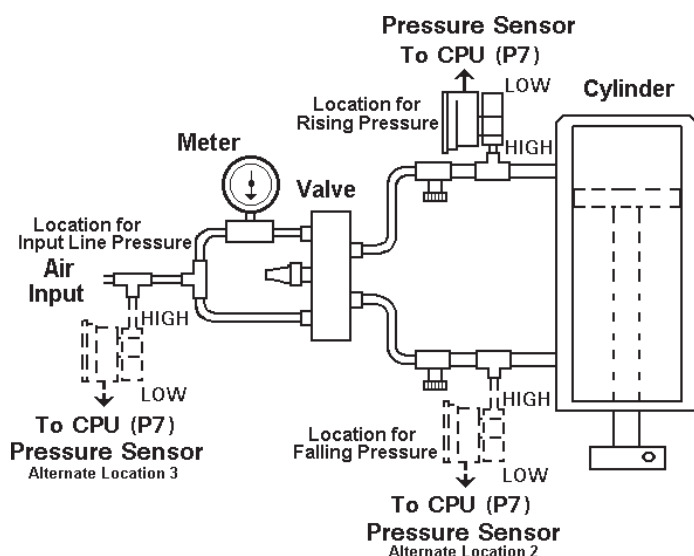 Pressure Sensor
To CPU (P7)
LOW
Cylinder
Location for
Rising Pressure
HIGH
Meter
Valve
Location for
Input Line Pressure
Air
Input
HIGH
LOW
To CPU (P7)
Pressure Sensor
Alternate Location 3
HIGH
Location for
Falling Pressure
LOW
To CPU (P7)
Pressure Sensor
Alternate Location 2